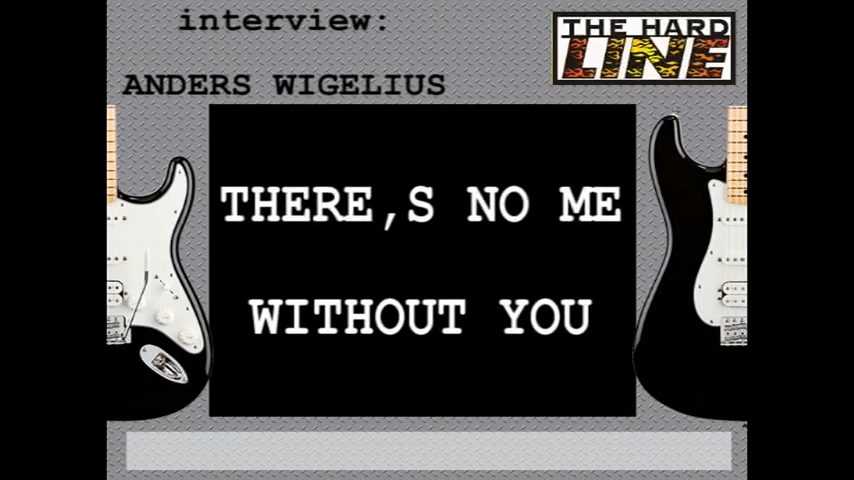 interview:
THE HARD
LINE
ANDERS WIGELIUS
THERE,S NO ME
WITHOUT YOU